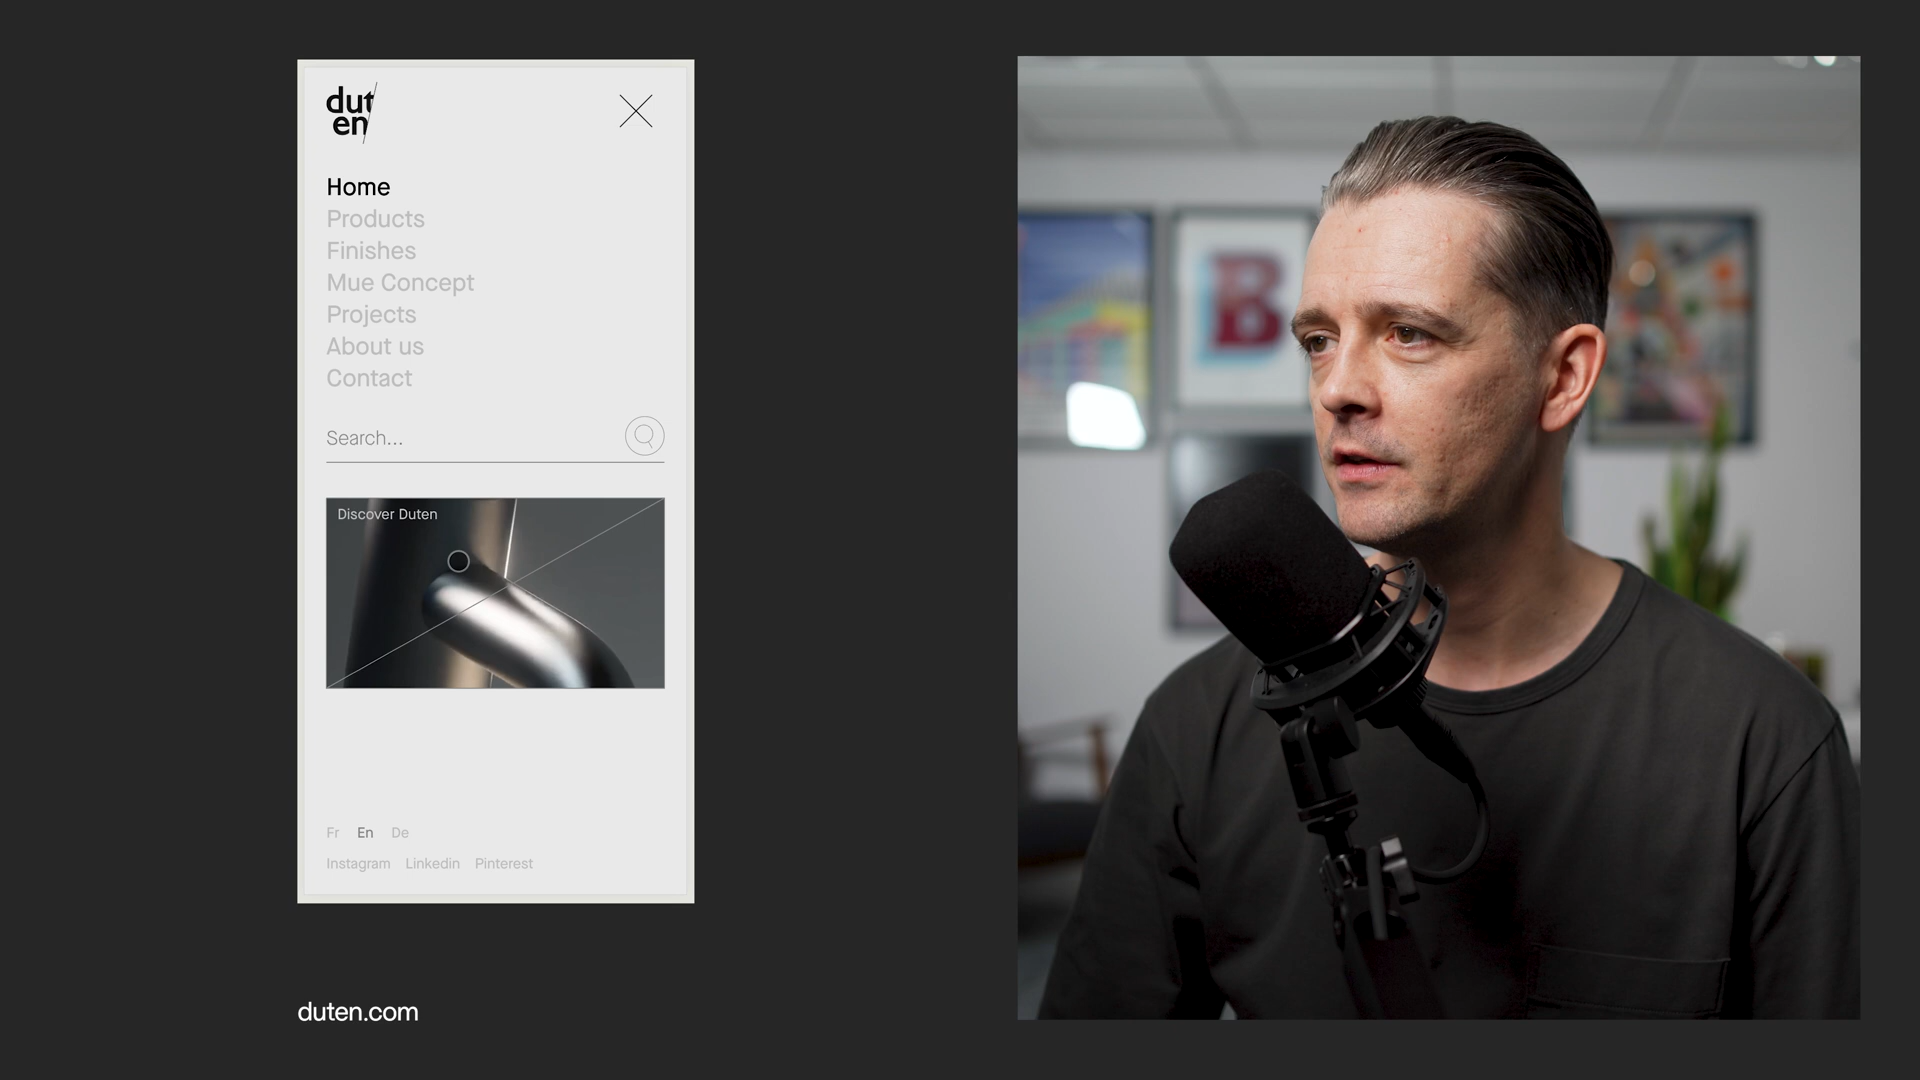 dut
en
Home
Products
Finishes
Mue Concept
Projects
About us
Contact
Search...
Discover Duten
Fr En De
Instagram Linkedin Pinterest
duten.com
B